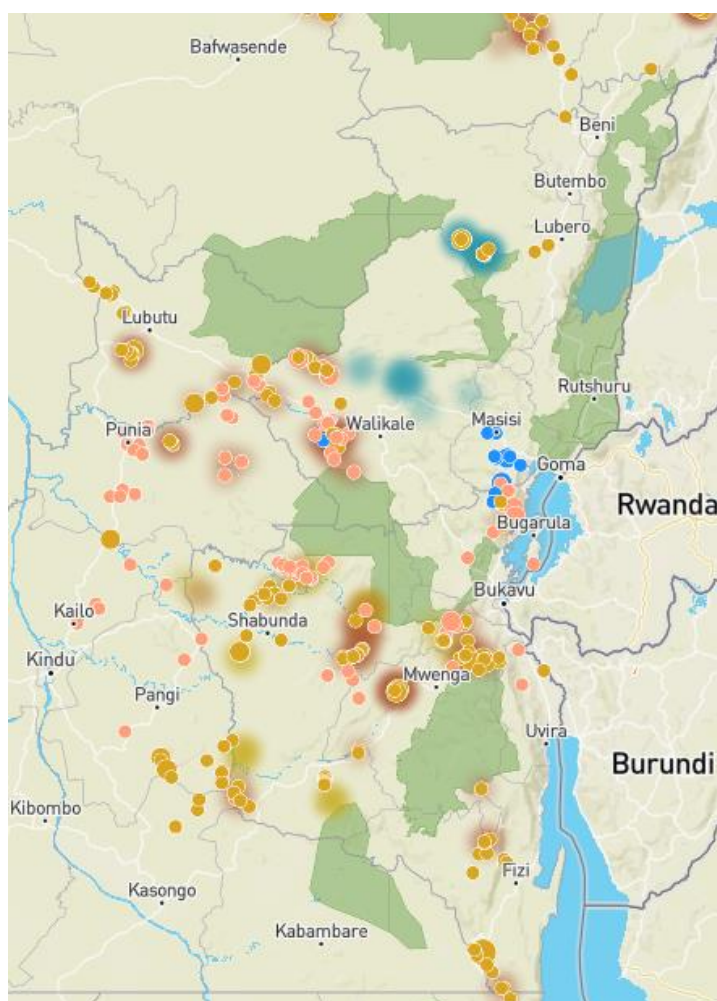 Bafwasende
Beni
Butembo
Lubero
Lubutu
Rutshuru
Punia
Walikale
Masisi
Goma
Rwanda
Bugarula
Bukavu
Kailo
Shabunda
Kindu
Mwenga
Pangi
Uvira
Burundi
Kibombo
Fizi
Kasongo
Kabambare